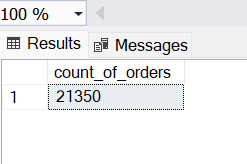 100 %
Results Messages
count_of_orders
1 21350